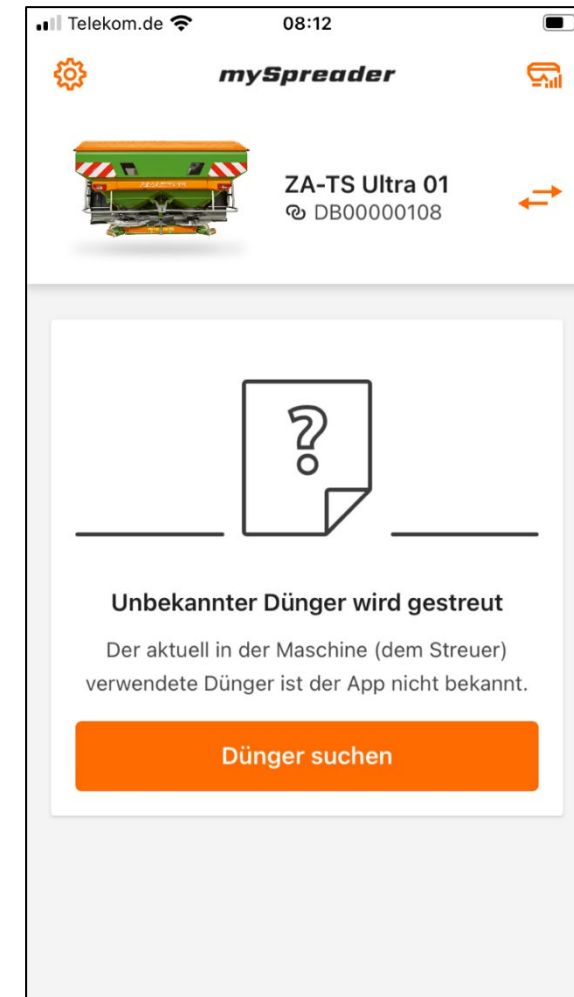 Telekom.de 08:12
mySpreader
ZA-TS Ultra 01
DB00000108
?
Unbekannter Dünger wird gestreut
Der aktuell in der Maschine (dem Streuer)
verwendete Dünger ist der App nicht bekannt.
Dünger suchen